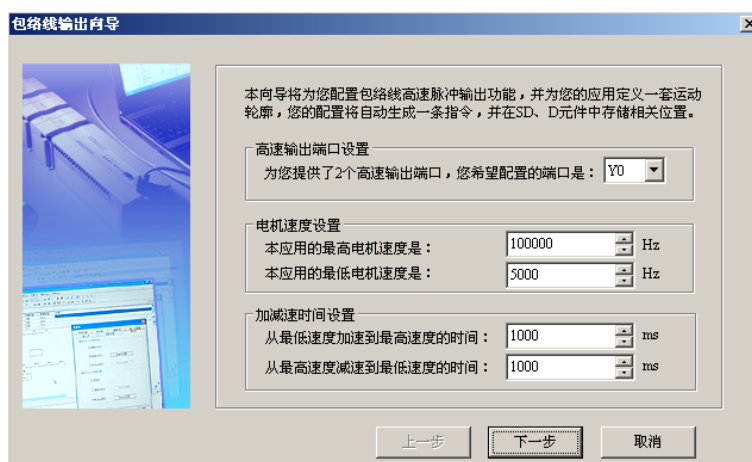 包络线输出向导
本向导将为您配置包络线高速脉冲输出功能，并为您的应用定义一套运动
轮廓，您的配置将自动生成一条指令，并在SD、D元件中存储相关位置。
高速输出端口设置
为您提供了2个高速输出端口，您希望配置的端口是： Y0
电机速度设置
本应用的最高电机速度是： 100000 Hz
本应用的最低电机速度是： 5000 Hz
加减速时间设置
从最低速度加速到最高速度的时间： 1000 ms
从最高速度减速到最低速度的时间： 1000 ms
上一步 下一步 取消